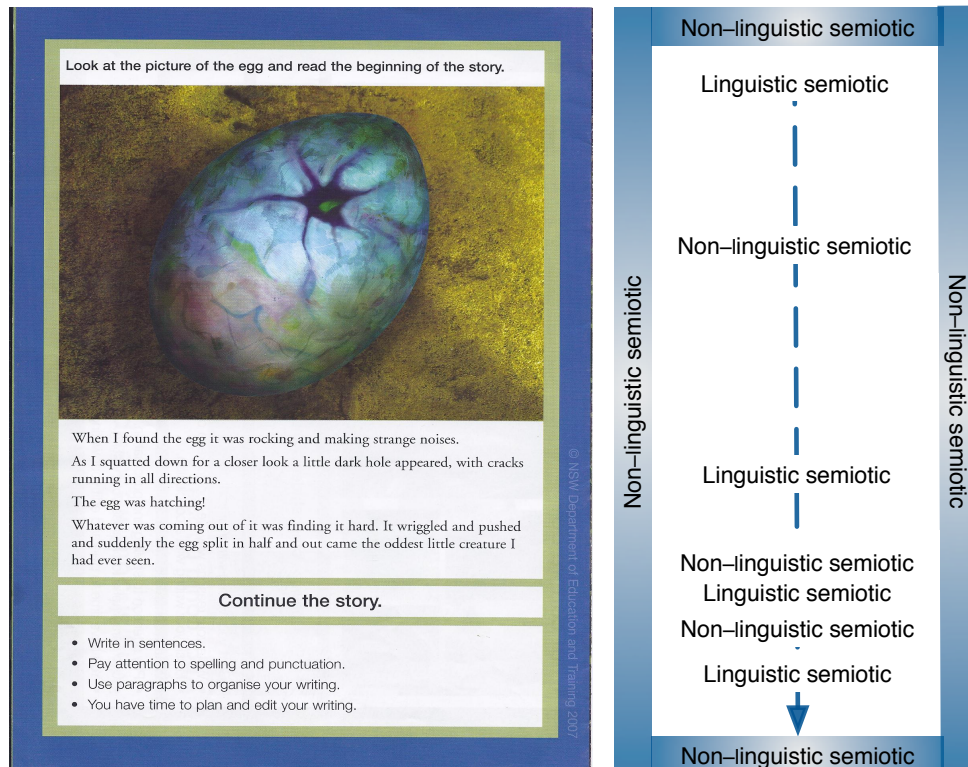 Look at the picture of the egg and read the beginning of the story.
When I found the egg it was rocking and making strange noises.
As I squatted down for a closer look a little dark hole appeared, with cracks
running in all directions.
The egg was hatching!
Whatever was coming out of it was finding it hard. It wriggled and pushed
and suddenly the egg split in half and out came the oddest little creature I
had ever seen.
Continue the story.
• Write in sentences.
• Pay attention to spelling and punctuation.
• Use paragraphs to organise your writing.
• You have time to plan and edit your writing.
© NSW Department of Education and Training 2007
Non–linguistic semiotic
Non–linguistic semiotic
Linguistic semiotic
Non–linguistic semiotic
Linguistic semiotic
Non–linguistic semiotic
Linguistic semiotic
Non–linguistic semiotic
Linguistic semiotic
Non–linguistic semiotic
Non–linguistic semiotic